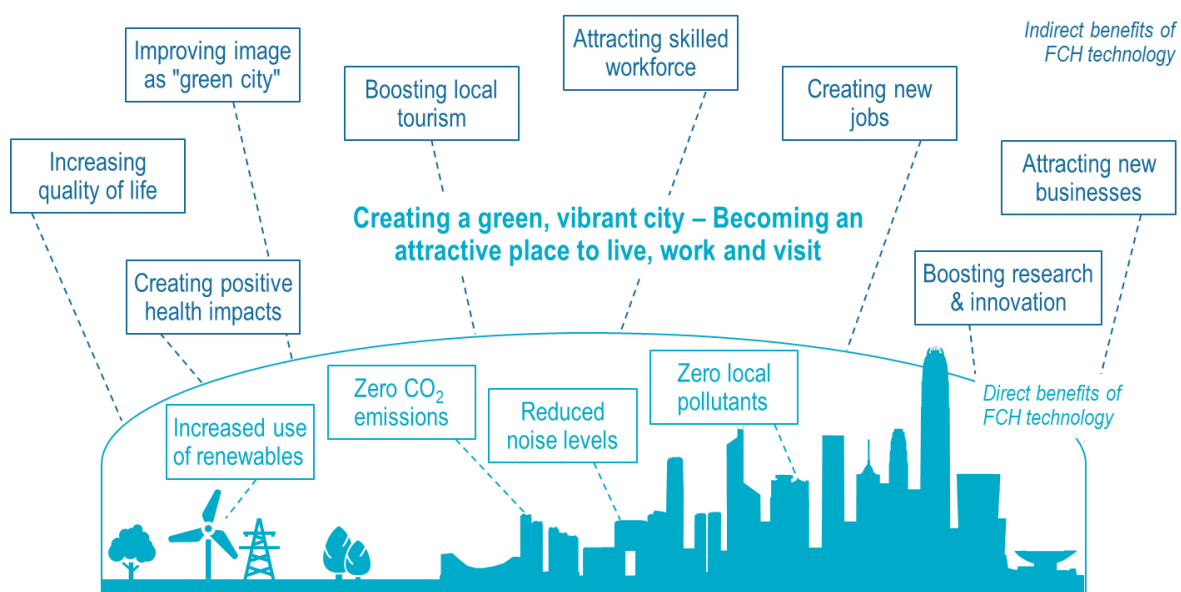 Improving image
as "green city"
Attracting skilled
workforce
Indirect benefits of
FCH technology
Boosting local
tourism
Creating new
jobs
Increasing
quality of life
Attracting new
businesses
Creating a green, vibrant city – Becoming an
attractive place to live, work and visit
Creating positive
health impacts
Boosting research
& innovation
Zero CO₂
emissions
Zero local
pollutants
Direct benefits of
FCH technology
Reduced
noise levels
Increased use
of renewables